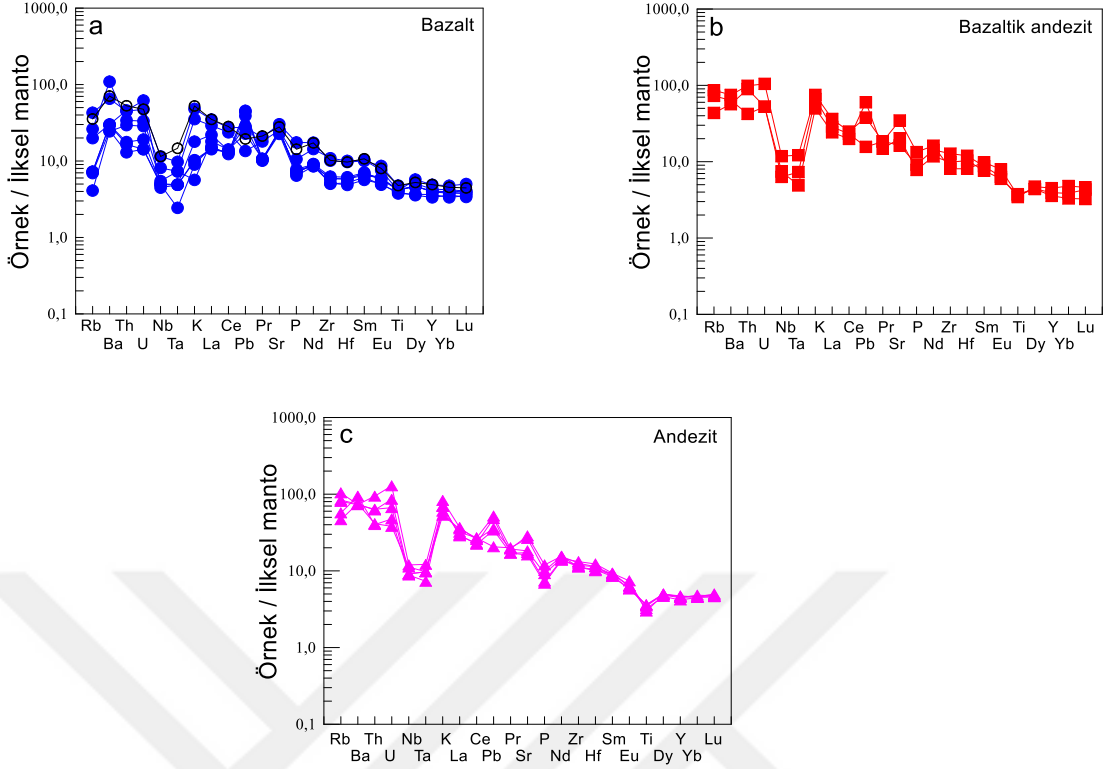 a
Bazalt
1000,0
100,0
10,0
1,0
0,1
Örnek / İlksel manto
Rb Th Nb K Ce Pr P Zr Sm Ti Y Lu
Ba U Ta La Pb Sr Nd Hf Eu Dy Yb
b
Bazaltik andezit
1000,0
100,0
10,0
1,0
0,1
Örnek / İlksel manto
Rb Th Nb K Ce Pr P Zr Sm Ti Y Lu
Ba U Ta La Pb Sr Nd Hf Eu Dy Yb
c
Andezit
1000,0
100,0
10,0
1,0
0,1
Örnek / İlksel manto
Rb Th Nb K Ce Pr P Zr Sm Ti Y Lu
Ba U Ta La Pb Sr Nd Hf Eu Dy Yb